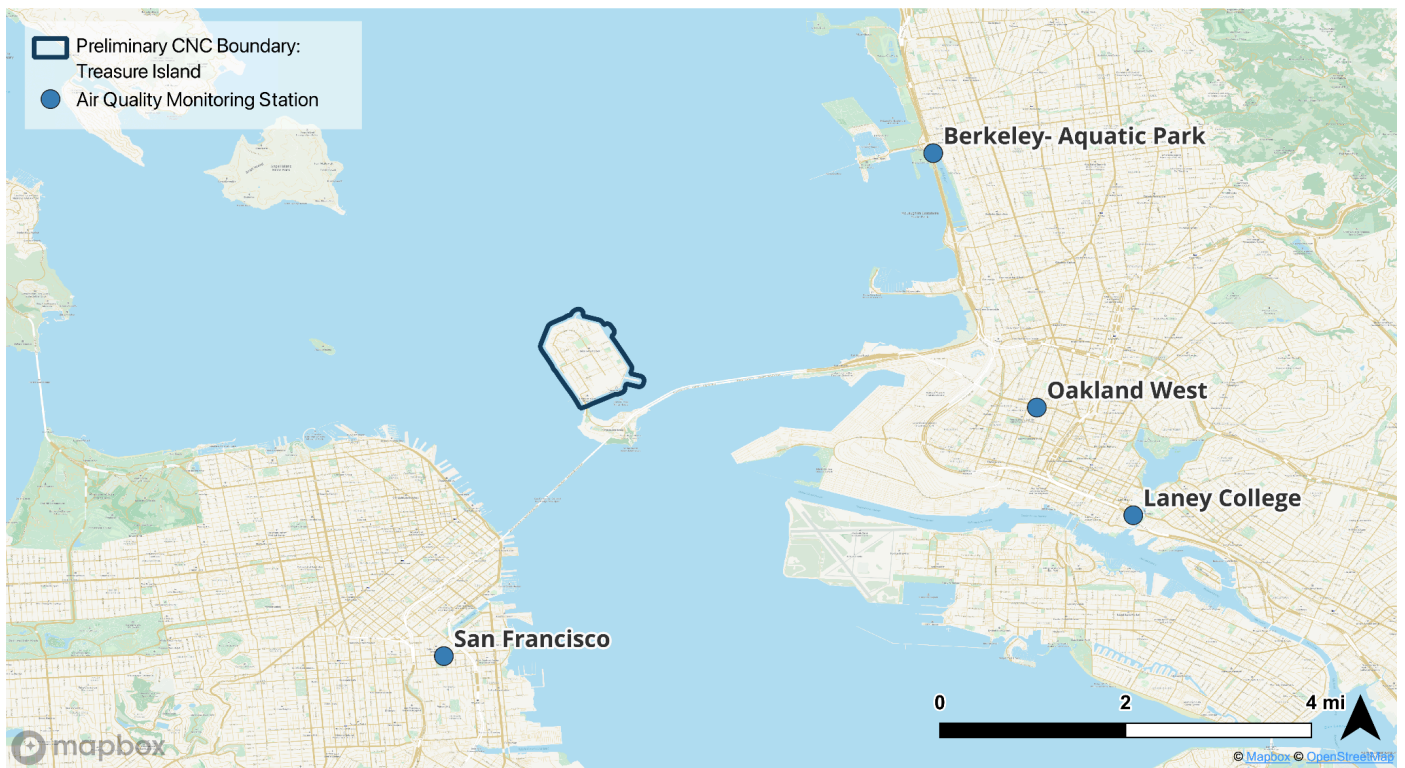 Preliminary CNC Boundary:
Treasure Island
Air Quality Monitoring Station
Berkeley- Aquatic Park
Oakland West
Laney College
San Francisco
0 2 4 mi
mapbox
© Mapbox © OpenStreetMap